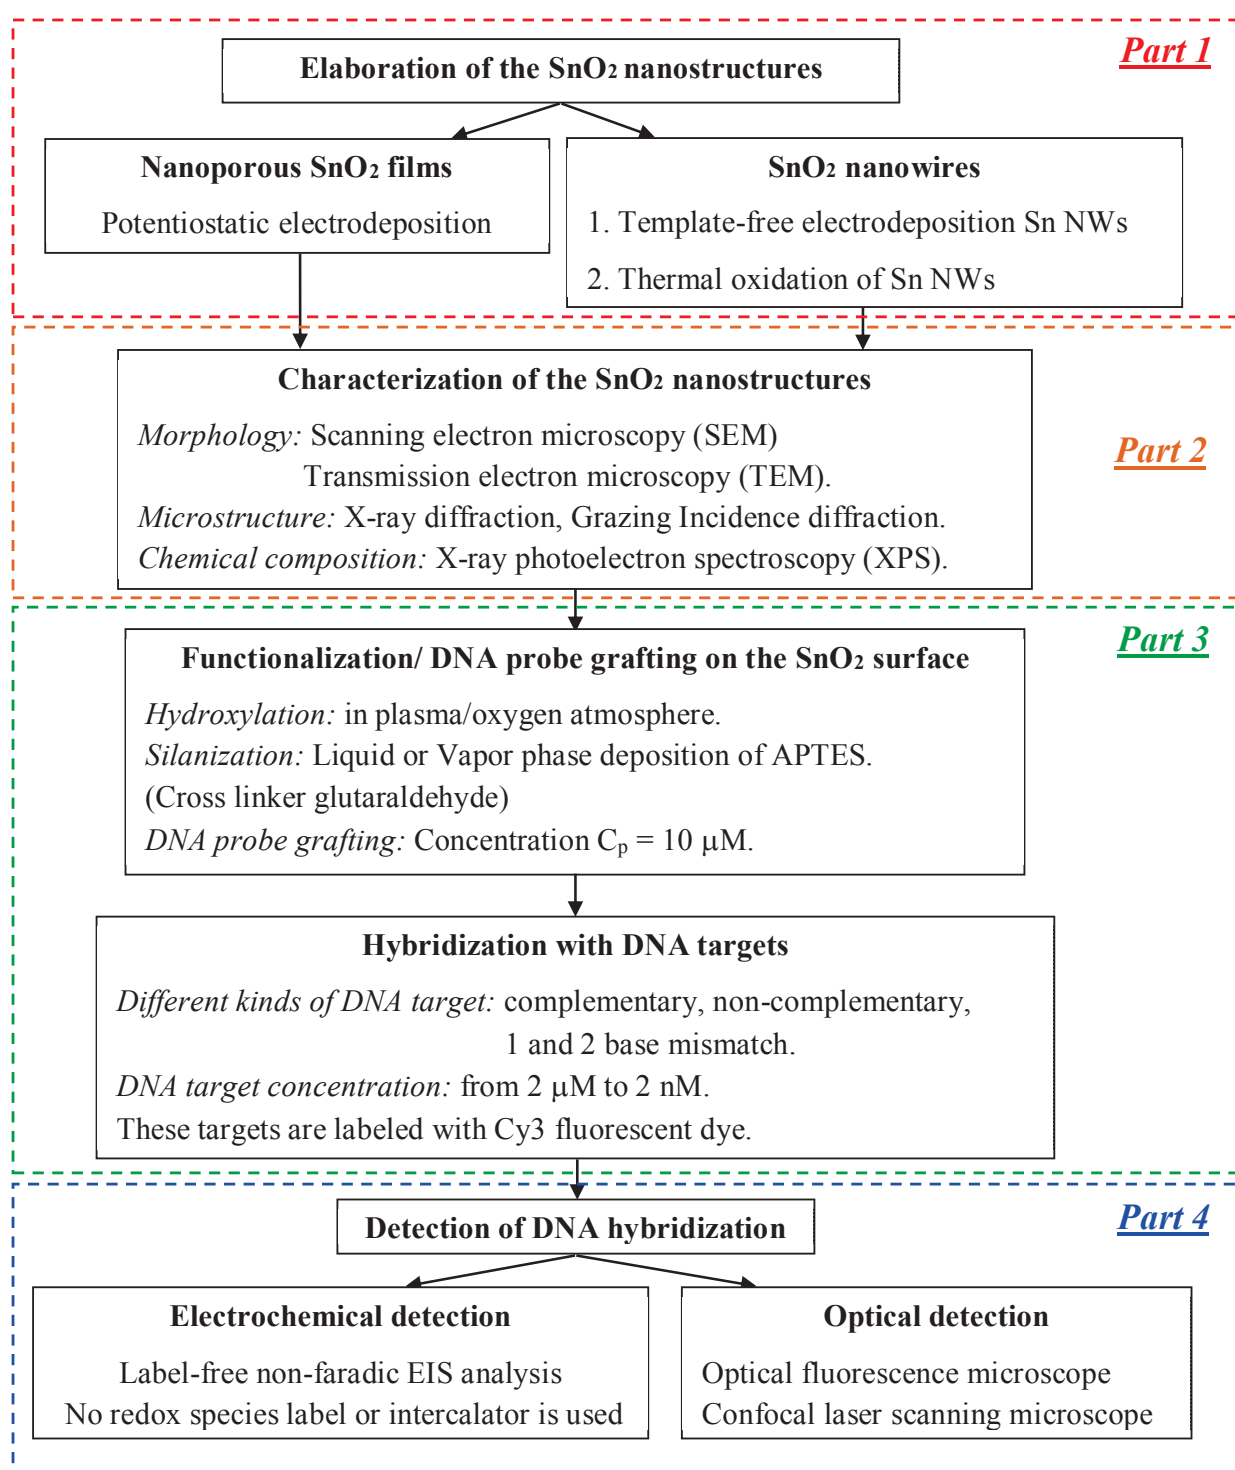 Part 1
Elaboration of the SnO₂ nanostructures
Nanoporous SnO₂ films
Potentiostatic electrodeposition
SnO₂ nanowires
1. Template-free electrodeposition Sn NWs
2. Thermal oxidation of Sn NWs
Part 2
Characterization of the SnO₂ nanostructures
Morphology: Scanning electron microscopy (SEM)
Transmission electron microscopy (TEM).
Microstructure: X-ray diffraction, Grazing Incidence diffraction.
Chemical composition: X-ray photoelectron spectroscopy (XPS).
Part 3
Functionalization/ DNA probe grafting on the SnO₂ surface
Hydroxylation: in plasma/oxygen atmosphere.
Silanization: Liquid or Vapor phase deposition of APTES.
(Cross linker glutaraldehyde)
DNA probe grafting: Concentration Cₚ = 10 μM.
Hybridization with DNA targets
Different kinds of DNA target: complementary, non-complementary,
1 and 2 base mismatch.
DNA target concentration: from 2 μM to 2 nM.
These targets are labeled with Cy3 fluorescent dye.
Part 4
Detection of DNA hybridization
Electrochemical detection
Label-free non-faradic EIS analysis
No redox species label or intercalator is used
Optical detection
Optical fluorescence microscope
Confocal laser scanning microscope